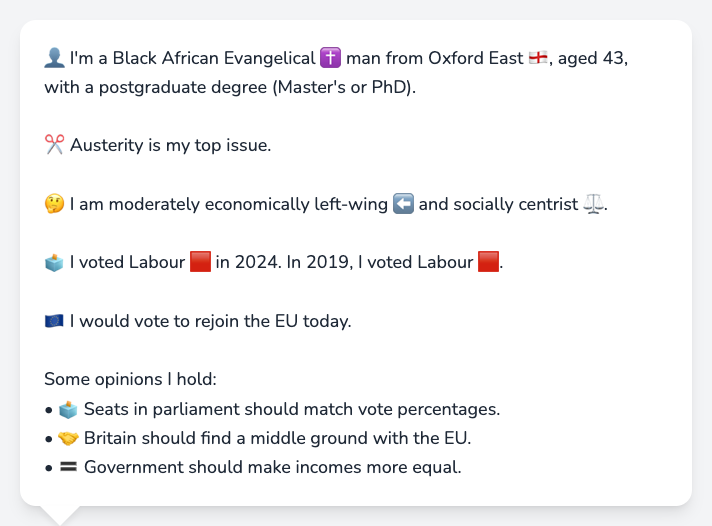 👤 I'm a Black African Evangelical ✝️ man from Oxford East 🏴󠁧󠁢󠁥󠁮󠁧󠁿, aged 43,
with a postgraduate degree (Master's or PhD).
✂️ Austerity is my top issue.
🤔 I am moderately economically left-wing ⬅️ and socially centrist ⚖️.
🗳️ I voted Labour 🟥 in 2024. In 2019, I voted Labour 🟥.
🇪🇺 I would vote to rejoin the EU today.
Some opinions I hold:
• 🗳️ Seats in parliament should match vote percentages.
• 🤝 Britain should find a middle ground with the EU.
• 🟰 Government should make incomes more equal.